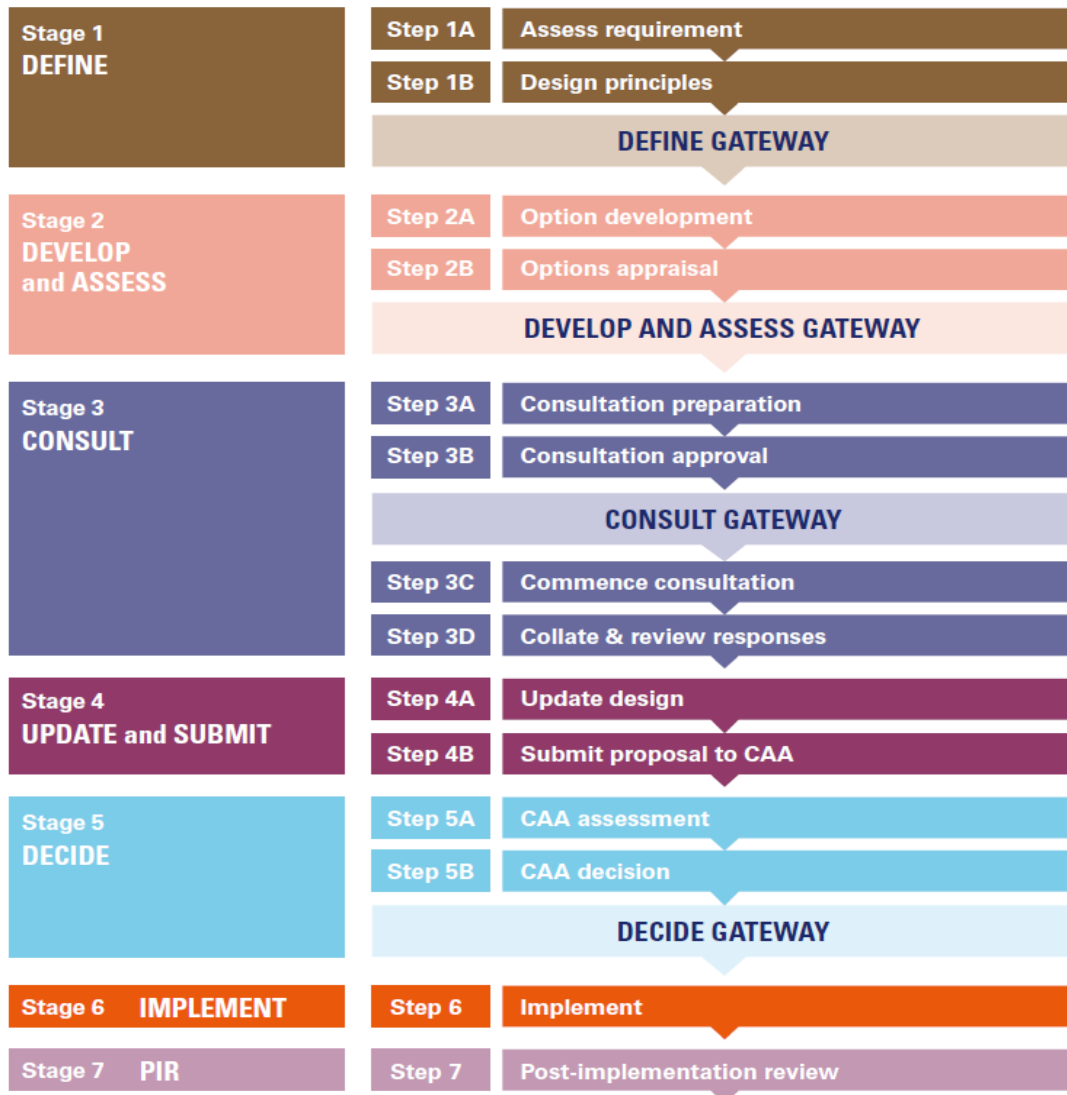 Stage 1
DEFINE
Step 1A Assess requirement
Step 1B Design principles
DEFINE GATEWAY
Stage 2
DEVELOP
and ASSESS
Step 2A Option development
Step 2B Options appraisal
DEVELOP AND ASSESS GATEWAY
Stage 3
CONSULT
Step 3A Consultation preparation
Step 3B Consultation approval
CONSULT GATEWAY
Step 3C Commence consultation
Step 3D Collate & review responses
Stage 4
UPDATE and SUBMIT
Step 4A Update design
Step 4B Submit proposal to CAA
Stage 5
DECIDE
Step 5A CAA assessment
Step 5B CAA decision
DECIDE GATEWAY
Stage 6 IMPLEMENT
Step 6 Implement
Stage 7 PIR
Step 7 Post-implementation review